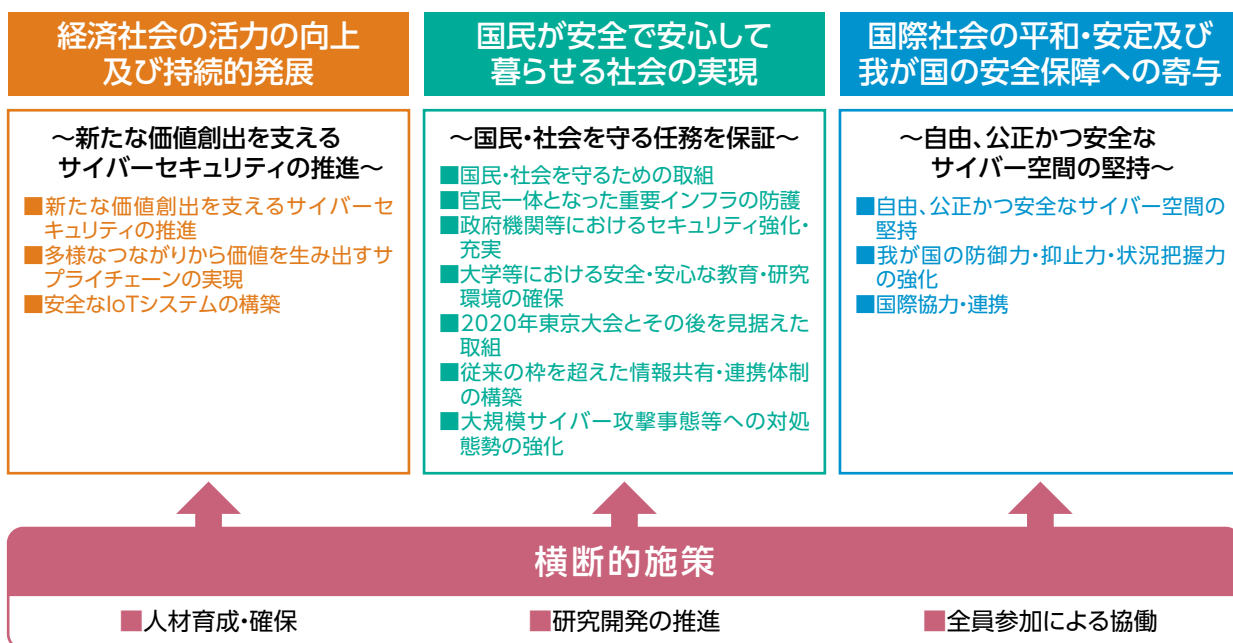 経済社会の活力の向上
及び持続的発展
～新たな価値創出を支える
サイバーセキュリティの推進～
■新たな価値創出を支えるサイバーセ
キュリティの推進
■多様なつながりから価値を生み出すサ
プライチェーンの実現
■安全なIoTシステムの構築
国民が安全で安心して
暮らせる社会の実現
～国民・社会を守る任務を保証～
■国民・社会を守るための取組
■官民一体となった重要インフラの防護
■政府機関等におけるセキュリティ強化・
充実
■大学等における安全・安心な教育・研究
環境の確保
■2020年東京大会とその後を見据えた
取組
■従来の枠を超えた情報共有・連携体制
の構築
■大規模サイバー攻撃事態等への対処
態勢の強化
国際社会の平和・安定及び
我が国の安全保障への寄与
～自由、公正かつ安全な
サイバー空間の堅持～
■自由、公正かつ安全なサイバー空間の
堅持
■我が国の防御力・抑止力・状況把握力
の強化
■国際協力・連携
横断的施策
■人材育成・確保
■研究開発の推進
■全員参加による協働